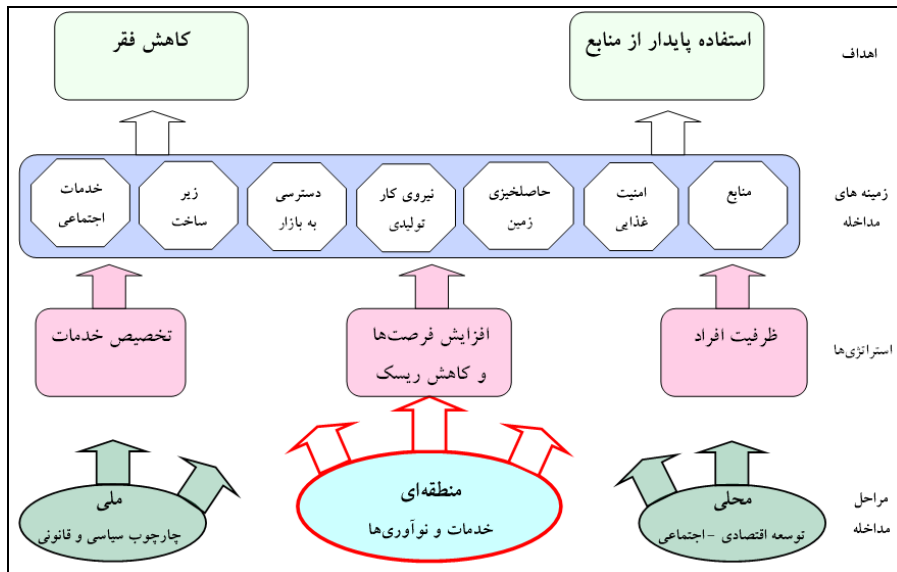 اهداف
استفاده پایدار از منابع
کاهش فقر
زمینه های
مداخله
منابع
امنیت
غذایی
حاصلخیزی
زمین
نیروی کار
تولیدی
دسترسی
به بازار
زیر
ساخت
خدمات
اجتماعی
استراتژی‌ها
ظرفیت افراد
افزایش فرصت‌ها
و کاهش ریسک
تخصیص خدمات
مراحل
مداخله
محلی
توسعه اقتصادی -اجتماعی
منطقه‌ای
خدمات و نوآوری‌ها
ملی
چارچوب سیاسی و قانونی